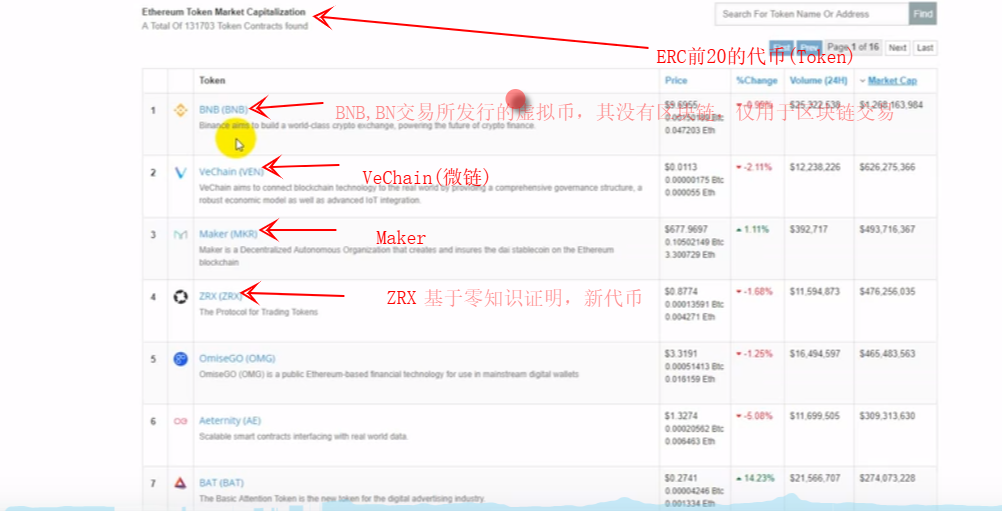 Ethereum Token Market Capitalization
A Total Of 131703 Token Contracts found
Search For Token Name Or Address
Find
First Prev Page 1 of 16 Next Last
ERC前20的代币(Token)
Token Price %Change Volume (24H) Market Cap
1 BNB (BNB) $9.6955 -0.98% $25,322,638 $1,268,163,984
BNB,BN交易所发行的虚拟币，其没有区块链，仅用于区块链交易
Binance aims to build a world-class crypto exchange, powering the future of crypto finance.
0.047203 Eth
2 VeChain (VEN) $0.0113 -2.11% $12,238,226 $626,275,366
VeChain(微链)
0.00000175 Btc
VeChain aims to connect blockchain technology to the real world by providing a comprehensive governance structure, a
robust economic model as well as advanced IoT integration.
0.000055 Eth
3 Maker (MKR) $677.9697 1.11% $392,717 $493,716,367
Maker
0.10502149 Btc
Maker is a Decentralized Autonomous Organization that creates and insures the dai stablecoin on the Ethereum
blockchain
3.300729 Eth
4 ZRX (ZRX) $0.8774 -1.68% $11,594,873 $476,256,035
ZRX 基于零知识证明，新代币
0.00013591 Btc
The Protocol for Trading Tokens
0.004271 Eth
5 OmiseGO (OMG) $3.3191 -1.25% $16,494,597 $465,483,563
0.00051413 Btc
OmiseGO (OMG) is a public Ethereum-based financial technology for use in mainstream digital wallets
0.016159 Eth
6 Aeternity (AE) $1.3274 -5.08% $11,699,505 $309,313,630
0.00020562 Btc
Scalable smart contracts interfacing with real world data.
0.006463 Eth
7 BAT (BAT) $0.2741 14.23% $21,566,707 $274,073,228
0.00004246 Btc
The Basic Attention Token is the new token for the digital advertising industry
0.001334 Eth